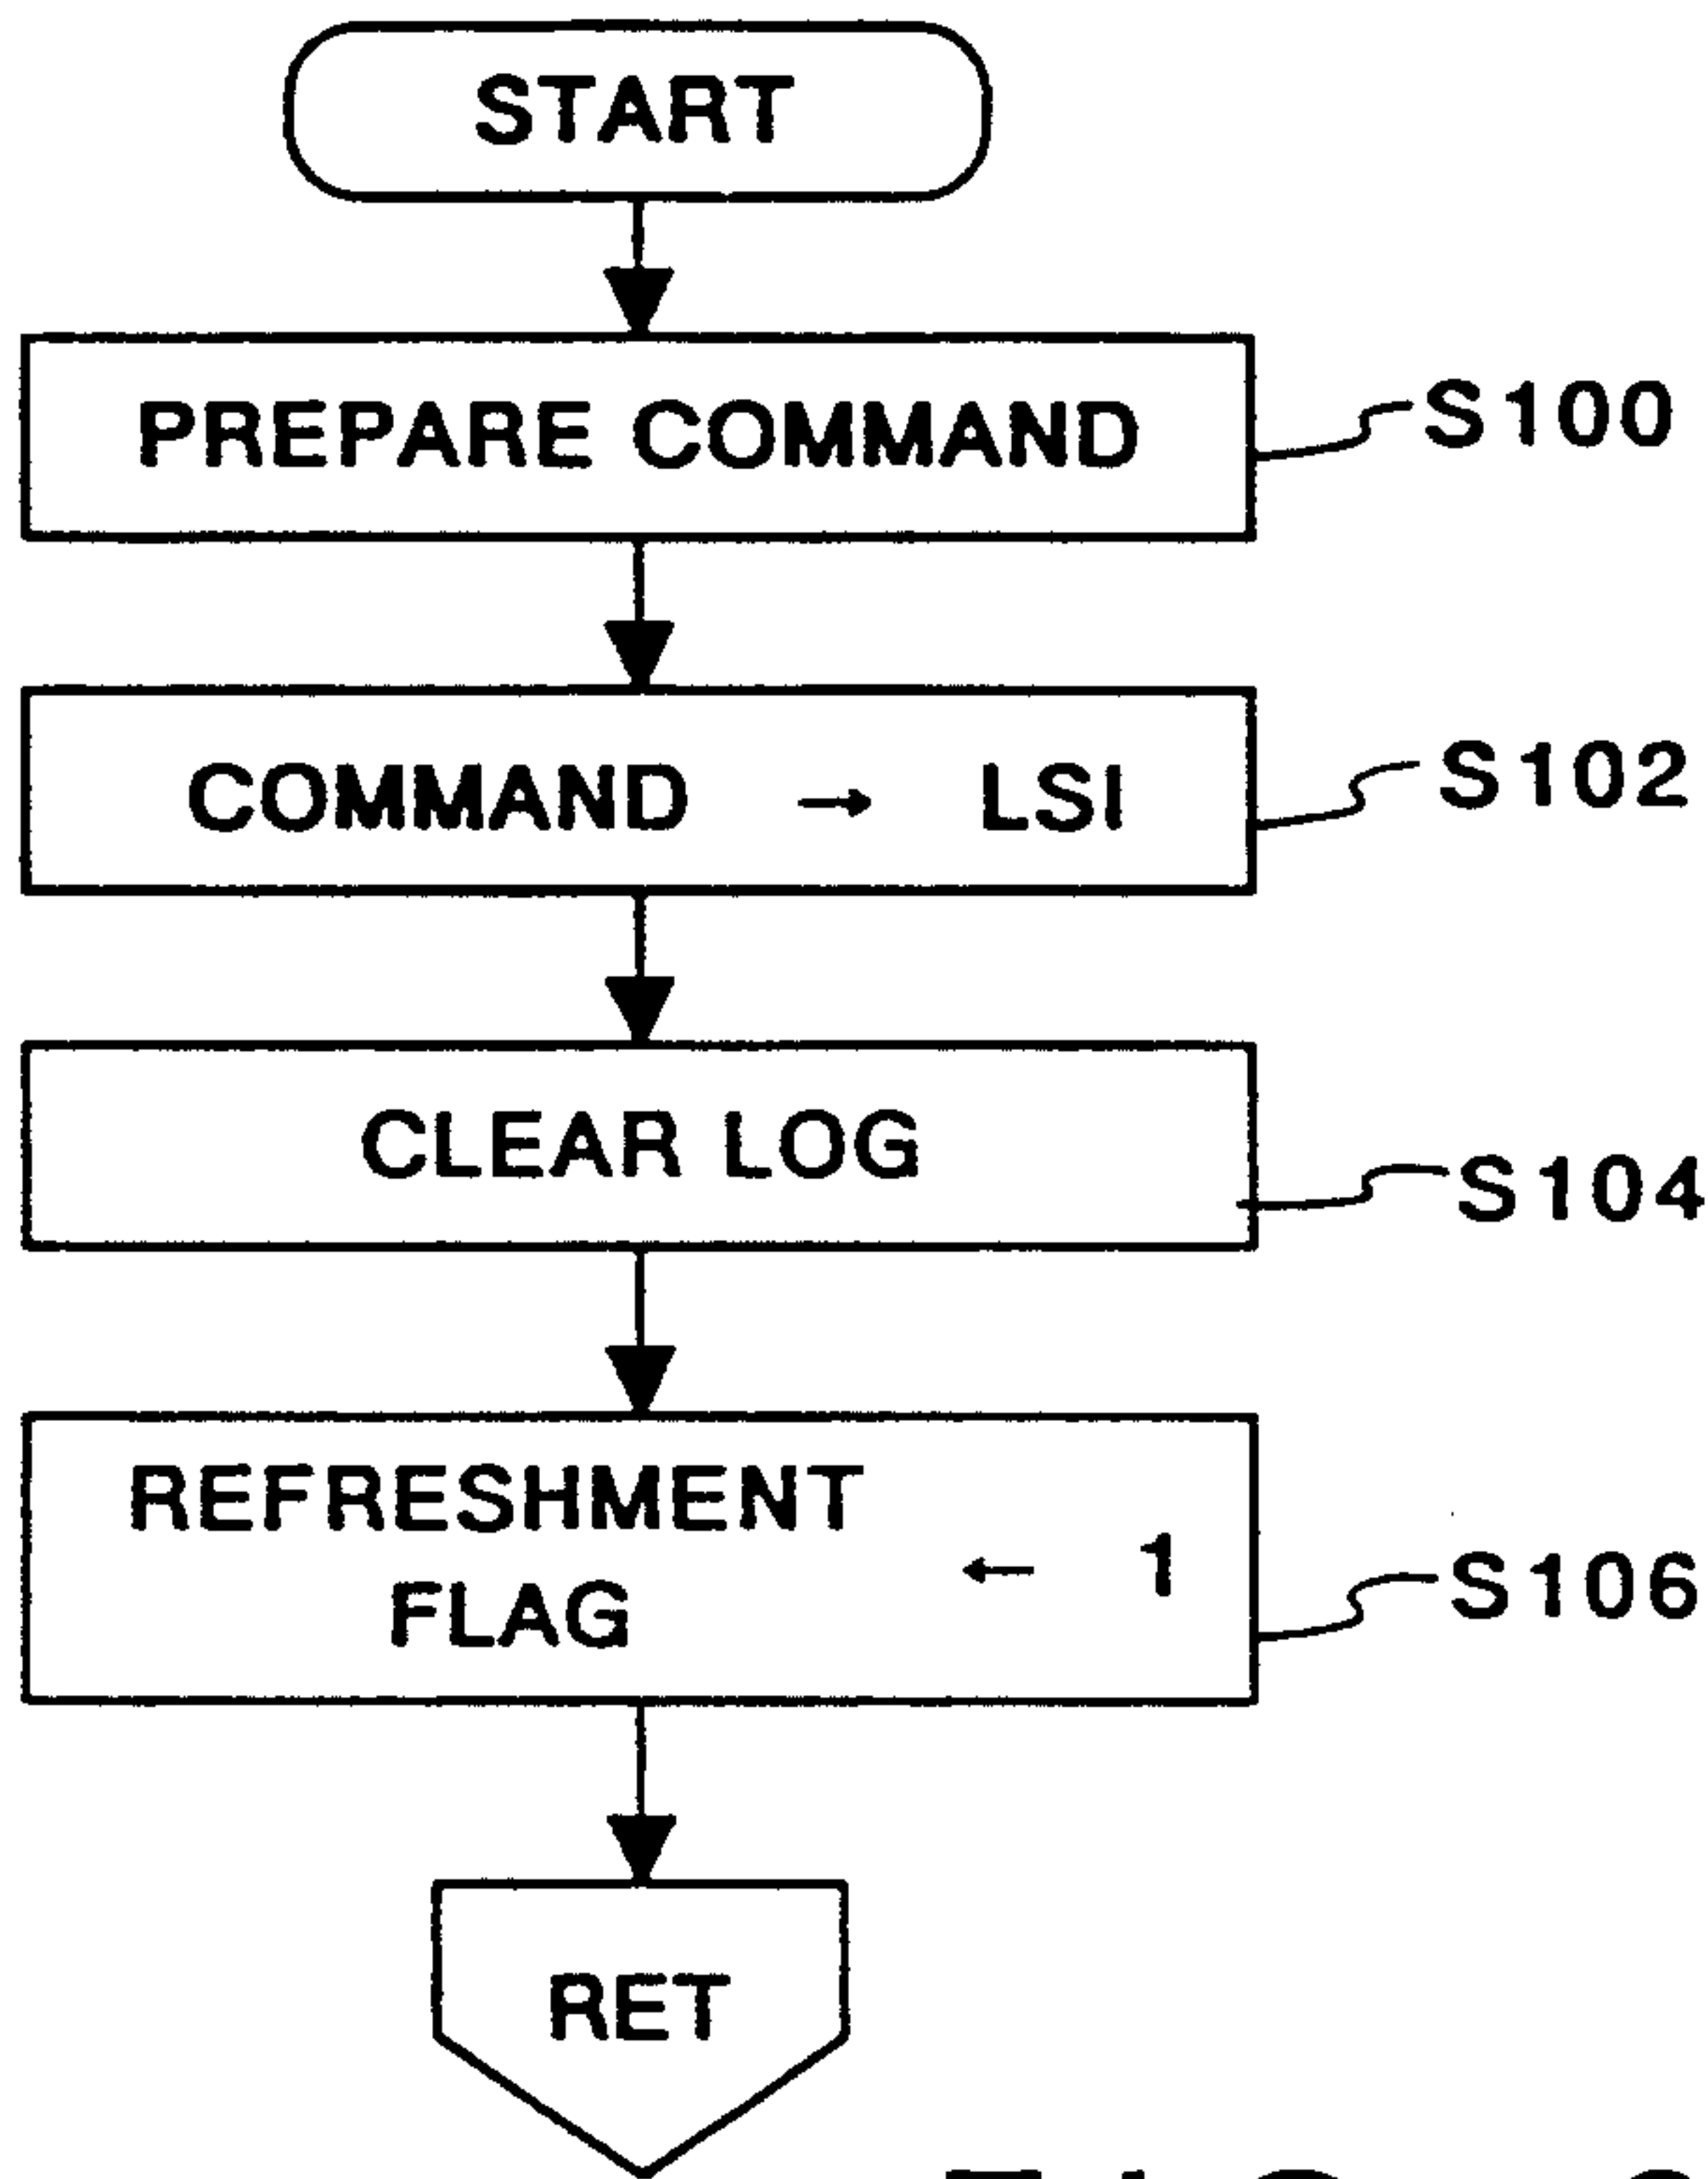 START
PREPARE COMMAND
S100
COMMAND → LSI
S102
CLEAR LOG
S104
REFRESHMENT
FLAG ← 1
S106
RET